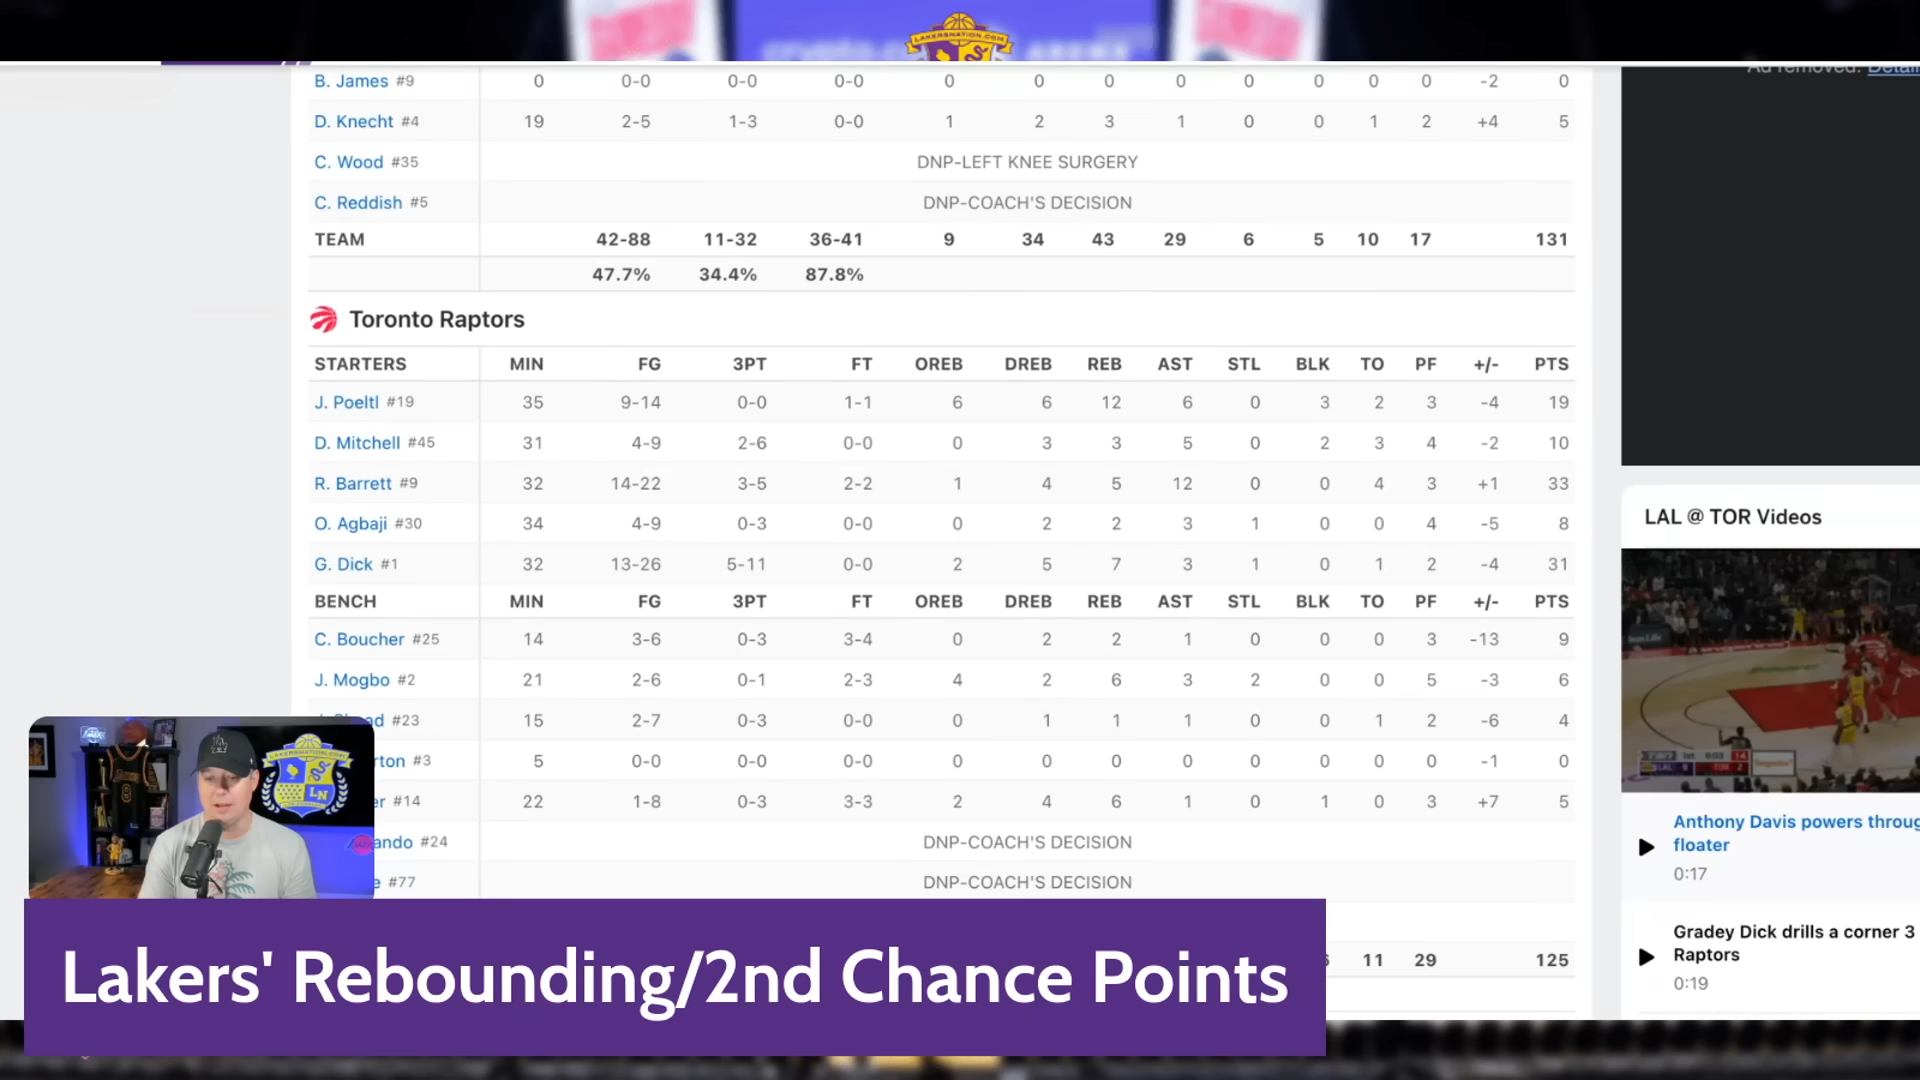 LAKERSNATION.COM
B. James #9 0 0-0 0-0 0-0 0 0 0 0 0 0 0 0 -2 0
D. Knecht #4 19 2-5 1-3 0-0 1 2 3 1 0 0 1 2 +4 5
C. Wood #35 DNP-LEFT KNEE SURGERY
C. Reddish #5 DNP-COACH'S DECISION
TEAM 42-88 11-32 36-41 9 34 43 29 6 5 10 17 131
47.7% 34.4% 87.8%
Toronto Raptors
STARTERS MIN FG 3PT FT OREB DREB REB AST STL BLK TO PF +/- PTS
J. Poeltl #19 35 9-14 0-0 1-1 6 6 12 6 0 3 2 3 -4 19
D. Mitchell #45 31 4-9 2-6 0-0 0 3 3 5 0 2 3 4 -2 10
R. Barrett #9 32 14-22 3-5 2-2 1 4 5 12 0 0 4 3 +1 33
O. Agbaji #30 34 4-9 0-3 0-0 0 2 2 3 1 0 0 4 -5 8
G. Dick #1 32 13-26 5-11 0-0 2 5 7 3 1 0 1 2 -4 31
BENCH MIN FG 3PT FT OREB DREB REB AST STL BLK TO PF +/- PTS
C. Boucher #25 14 3-6 0-3 3-4 0 2 2 1 0 0 0 3 -13 9
J. Mogbo #2 21 2-6 0-1 2-3 4 2 6 3 2 0 0 5 -3 6
#23 15 2-7 0-3 0-0 0 1 1 1 0 0 1 2 -6 4
rton #3 5 0-0 0-0 0-0 0 0 0 0 0 0 0 0 -1 0
er #14 22 1-8 0-3 3-3 2 4 6 1 0 1 0 3 +7 5
ando #24 DNP-COACH'S DECISION
e #77 DNP-COACH'S DECISION
11 29 125
Ad removed. Details
LAL @ TOR Videos
Anthony Davis powers throug
floater
0:17
Gradey Dick drills a corner 3
Raptors
0:19
LN
Lakers' Rebounding/2nd Chance Points